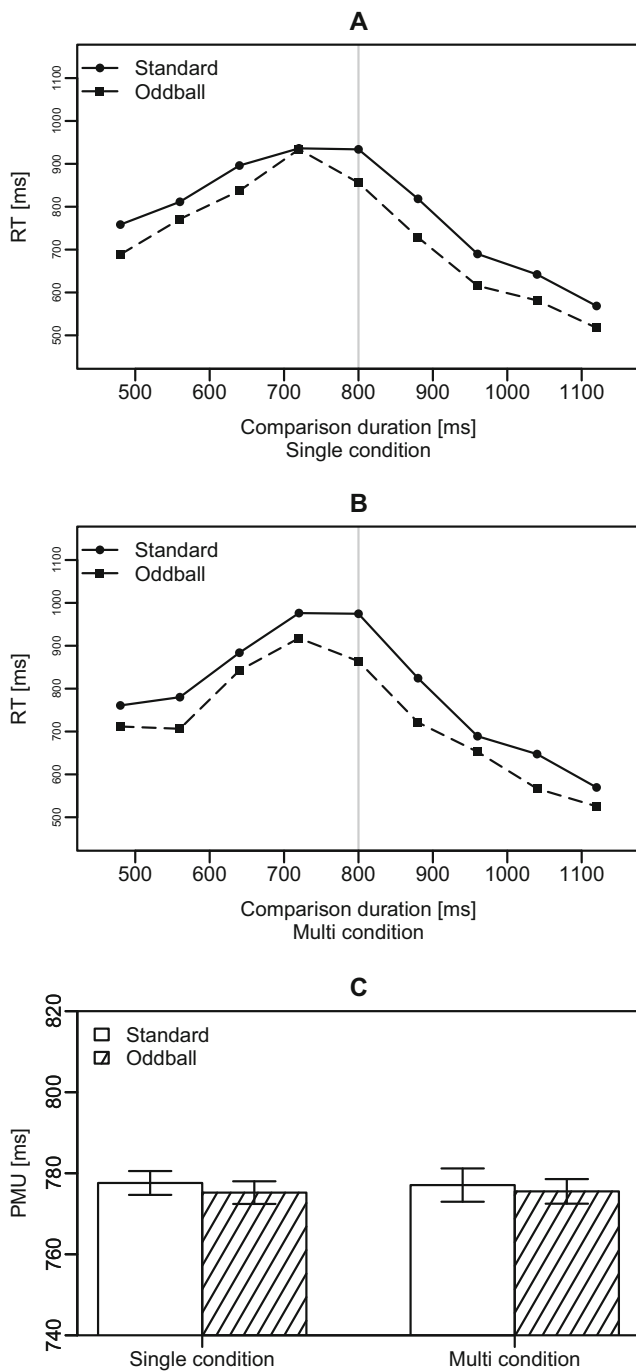 A
Standard
Oddball
RT [ms]
500 600 700 800 900 1000 1100
500 600 700 800 900 1000 1100
Comparison duration [ms]
Single condition
B
Standard
Oddball
RT [ms]
500 600 700 800 900 1000 1100
500 600 700 800 900 1000 1100
Comparison duration [ms]
Multi condition
C
Standard
Oddball
PMU [ms]
740 760 780 800 820
Single condition Multi condition